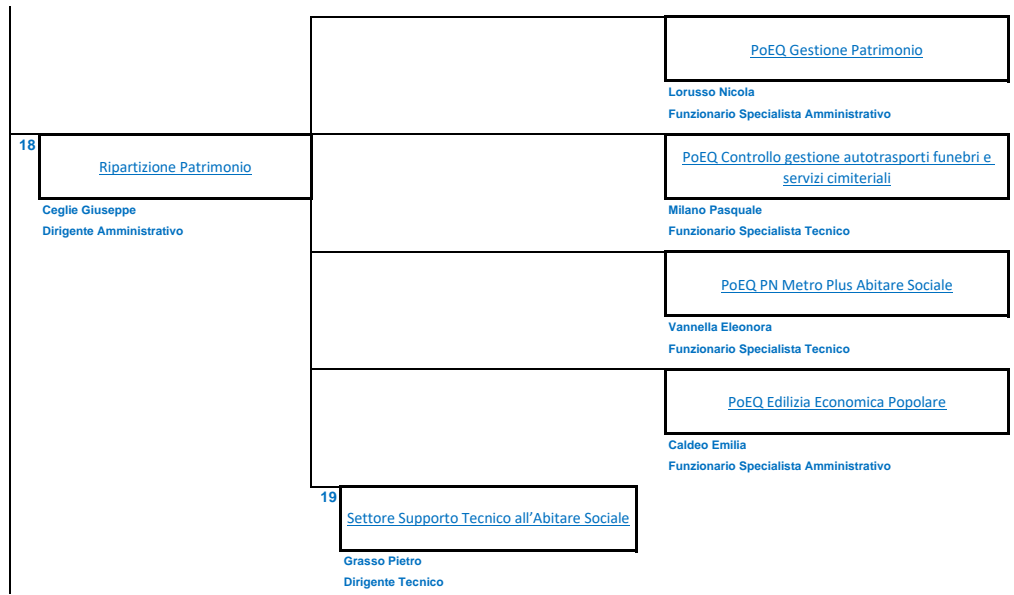 PoEQ Gestione Patrimonio
Lorusso Nicola
Funzionario Specialista Amministrativo
18
Ripartizione Patrimonio
Ceglie Giuseppe
Dirigente Amministrativo
PoEQ Controllo gestione autotrasporti funebri e
servizi cimiteriali
Milano Pasquale
Funzionario Specialista Tecnico
PoEQ PN Metro Plus Abitare Sociale
Vannella Eleonora
Funzionario Specialista Tecnico
PoEQ Edilizia Economica Popolare
Caldeo Emilia
Funzionario Specialista Amministrativo
19
Settore Supporto Tecnico all'Abitare Sociale
Grasso Pietro
Dirigente Tecnico